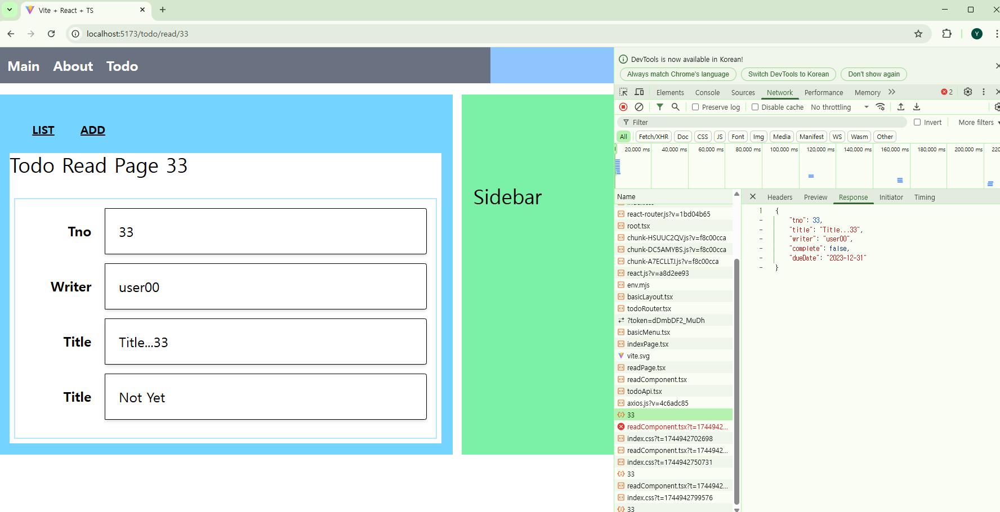 Vite + React + TS
localhost:5173/todo/read/33
Y
Main About Todo
LIST ADD
Todo Read Page 33
Tno 33
Writer user00
Title Title...33
Title Not Yet
Sidebar
DevTools is now available in Korean!
Always match Chrome's language Switch DevTools to Korean Don't show again
Elements Console Sources Network Performance Memory 2
Preserve log Disable cache No throttling
Filter Invert More filters
All Fetch/XHR Doc CSS JS Font Img Media Manifest WS Wasm Other
20,000 ms 40,000 ms 60,000 ms 80,000 ms 100,000 ms 120,000 ms 140,000 ms 160,000 ms 180,000 ms 200,000 ms 220
Name
react-router.js?v=1bd04b65
root.tsx
chunk-HSUUC2QV.js?v=f8c00cca
chunk-DC5AMYBS.js?v=f8c00cca
chunk-A7ECLLTJ.js?v=f8c00cca
react.js?v=a8d2ee93
env.mjs
basicLayout.tsx
todoRouter.tsx
?token=dDmbDF2_MuDh
basicMenu.tsx
indexPage.tsx
vite.svg
readPage.tsx
readComponent.tsx
todoApi.tsx
axios.js?v=4c6adc85
33
readComponent.tsx?t=1744942...
index.css?t=1744942702698
readComponent.tsx?t=1744942...
index.css?t=1744942750731
33
readComponent.tsx?t=1744942...
index.css?t=1744942799576
33
Headers Preview Response Initiator Timing
1 {
- "tno": 33,
- "title": "Title...33",
- "writer": "user00",
- "complete": false,
- "dueDate": "2023-12-31"
- }